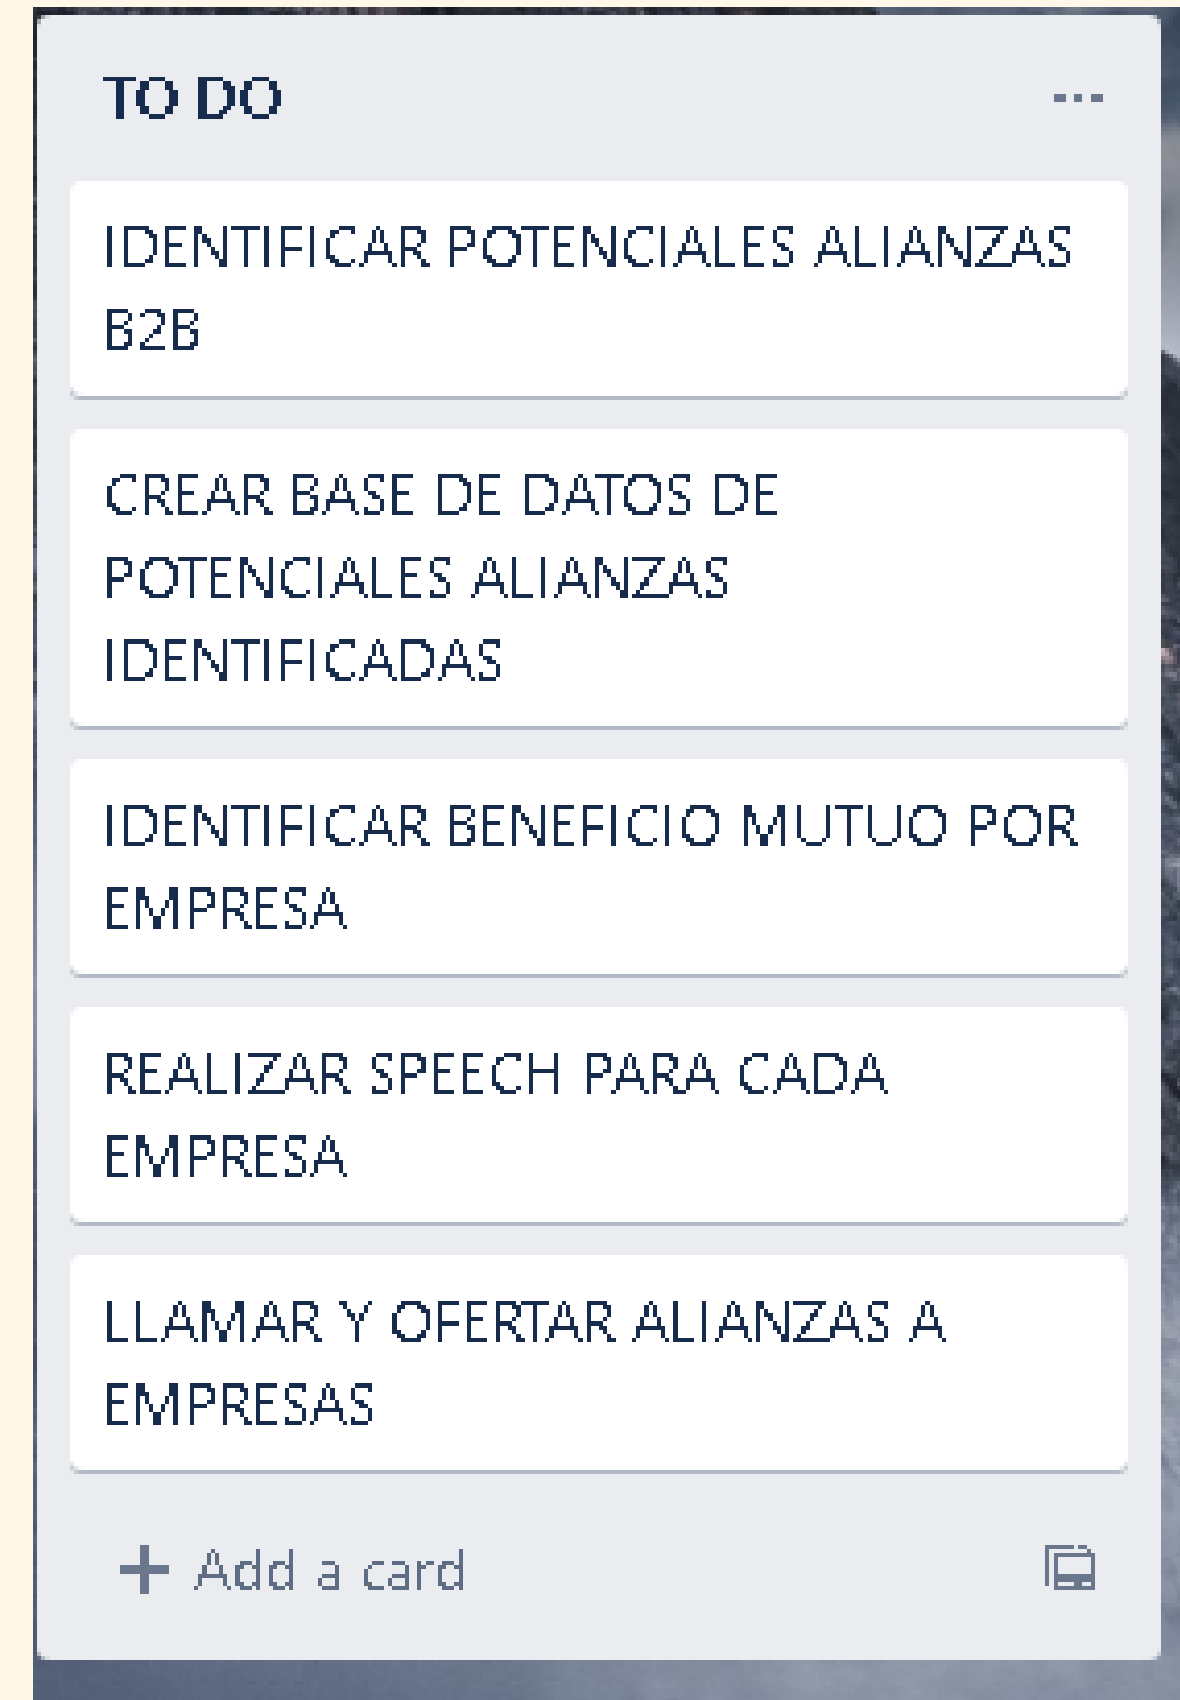 TO DO
IDENTIFICAR POTENCIALES ALIANZAS
B2B
CREAR BASE DE DATOS DE
POTENCIALES ALIANZAS
IDENTIFICADAS
IDENTIFICAR BENEFICIO MUTUO POR
EMPRESA
REALIZAR SPEECH PARA CADA
EMPRESA
LLAMAR Y OFERTAR ALIANZAS A
EMPRESAS
Add a card